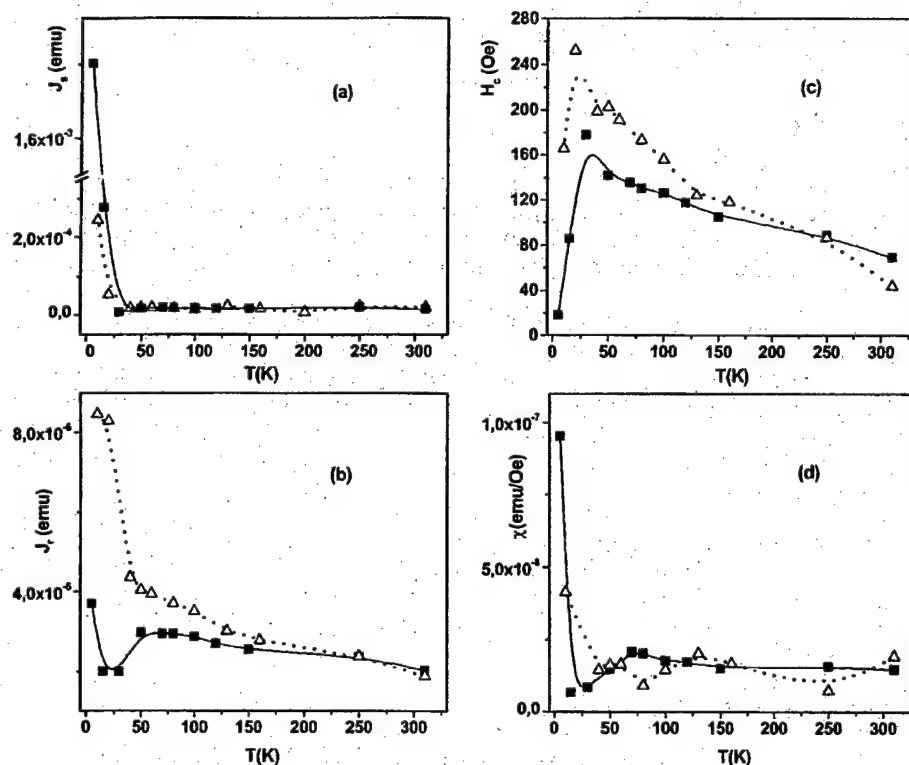 J_s (emu)
1,6x10^-3
2,0x10^-4
0,0
0 50 100 150 200 250 300
T(K)
(a)
H_c (Oe)
280
240
200
160
120
80
40
0
0 50 100 150 200 250 300
T(K)
(c)
J_r (emu)
8,0x10^-6
4,0x10^-6
0 50 100 150 200 250 300
T(K)
(b)
χ(emu/Oe)
1,0x10^-7
5,0x10^-8
0,0
0 50 100 150 200 250 300
T(K)
(d)